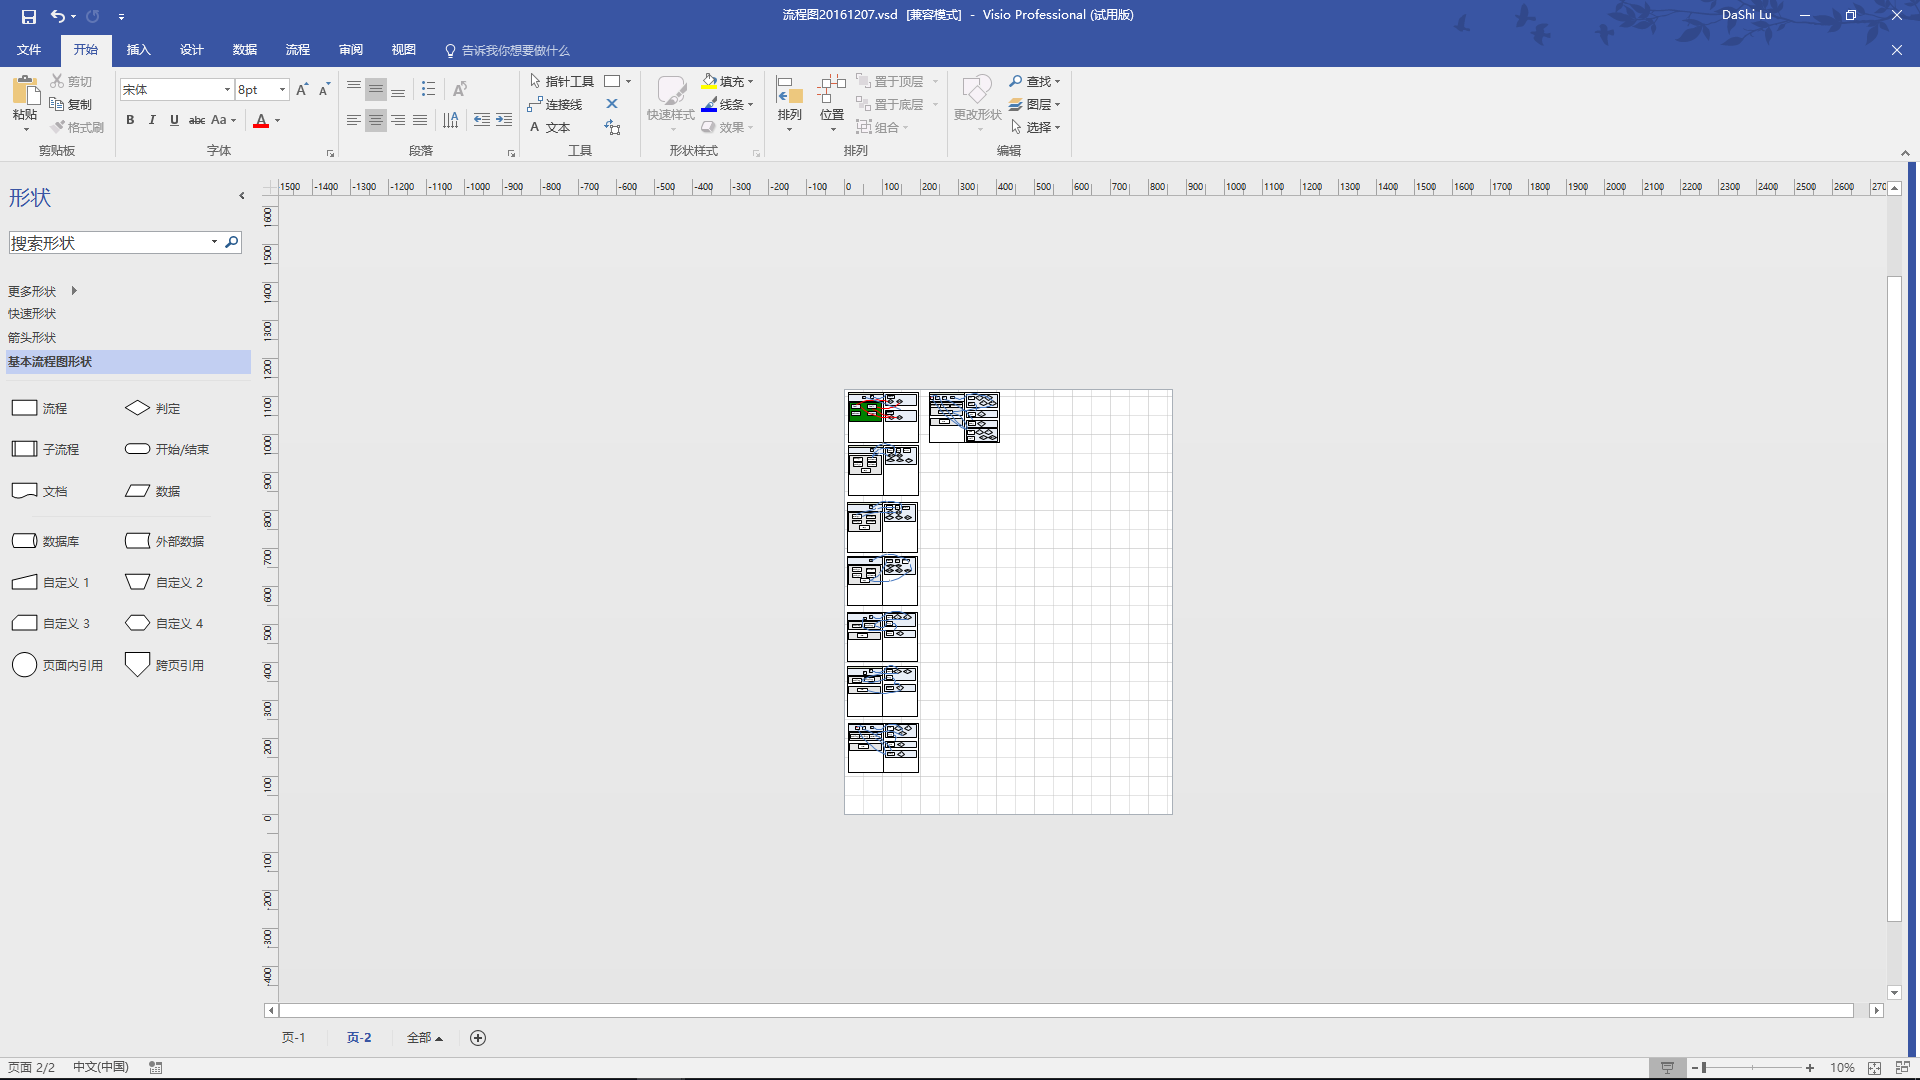 流程图20161207.vsd [兼容模式] - Visio Professional (试用版)
DaShi Lu
文件 开始 插入 设计 数据 流程 审阅 视图 告诉我你想要做什么
粘贴
剪切
复制
格式刷
剪贴板
宋体 8pt
B I U abc Aa A
字体
段落
指针工具
连接线
A 文本
工具
快速样式
填充
线条
效果
形状样式
排列
位置
置于顶层
置于底层
组合
排列
更改形状
查找
图层
选择
编辑
形状
搜索形状
更多形状
快速形状
箭头形状
基本流程图形状
流程 判定
子流程 开始/结束
文档 数据
数据库 外部数据
自定义 1 自定义 2
自定义 3 自定义 4
页面内引用 跨页引用
1500 -1400 -1300 -1200 -1100 -1000 -900 -800 -700 -600 -500 -400 -300 -200 -100 0 100 200 300 400 500 600 700 800 900 1000 1100 1200 1300 1400 1500 1600 1700 1800 1900 2000 2100 2200 2300 2400 2500 2600 270
1600
1500
1400
1300
1200
1100
1000
900
800
700
600
500
400
300
200
100
0
-100
-200
-300
-400
页-1 页-2 全部
页面 2/2 中文(中国)
10%